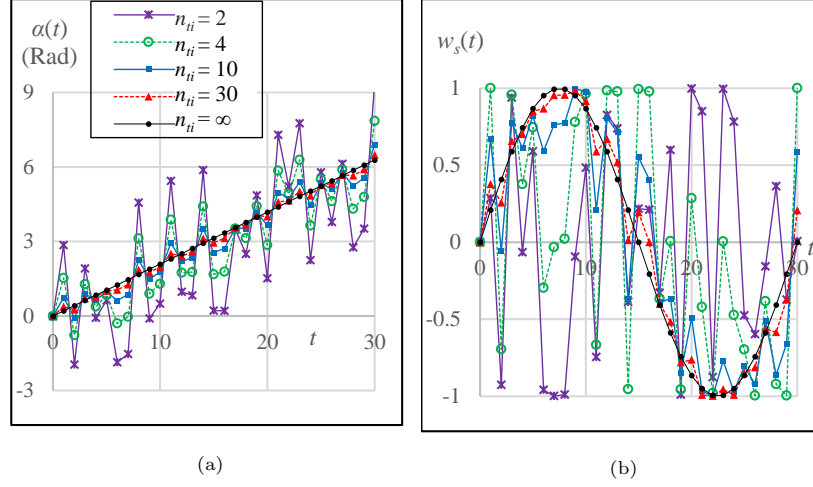 α(t)
(Rad)
n_ti = 2
n_ti = 4
n_ti = 10
n_ti = 30
n_ti = ∞
9
6
3
0
-3
0
10
20
t
30
(a)
w_s(t)
1
0.5
0
-0.5
-1
0
10
20
30
t
(b)